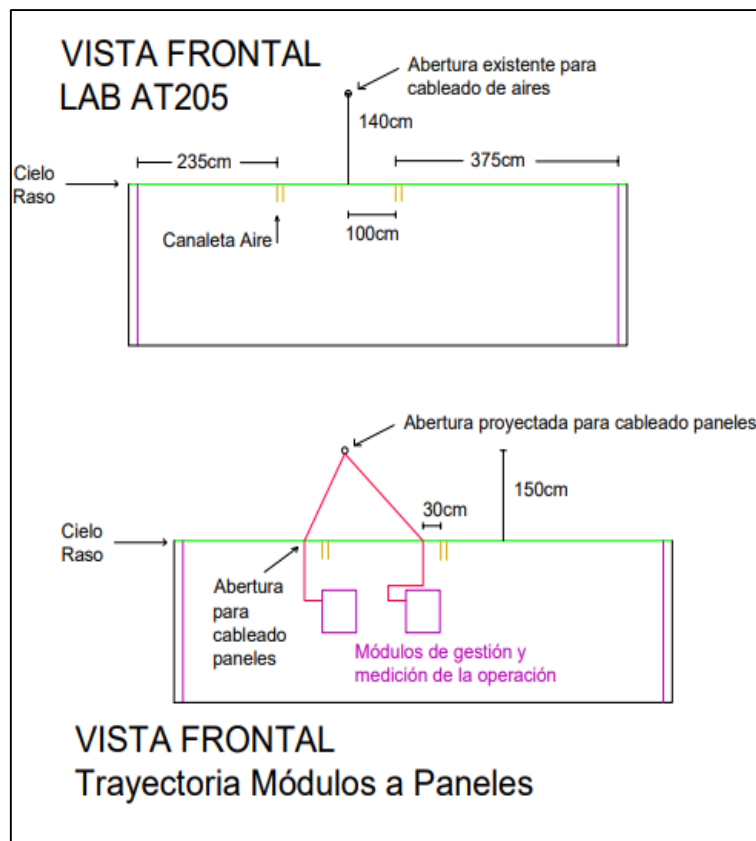 VISTA FRONTAL
LAB AT205
Abertura existente para
cableado de aires
140cm
235cm
375cm
Cielo
Raso
Canaleta Aire
100cm
Abertura proyectada para cableado paneles
150cm
30cm
Cielo
Raso
Abertura
para
cableado
paneles
Módulos de gestión y
medición de la operación
VISTA FRONTAL
Trayectoria Módulos a Paneles